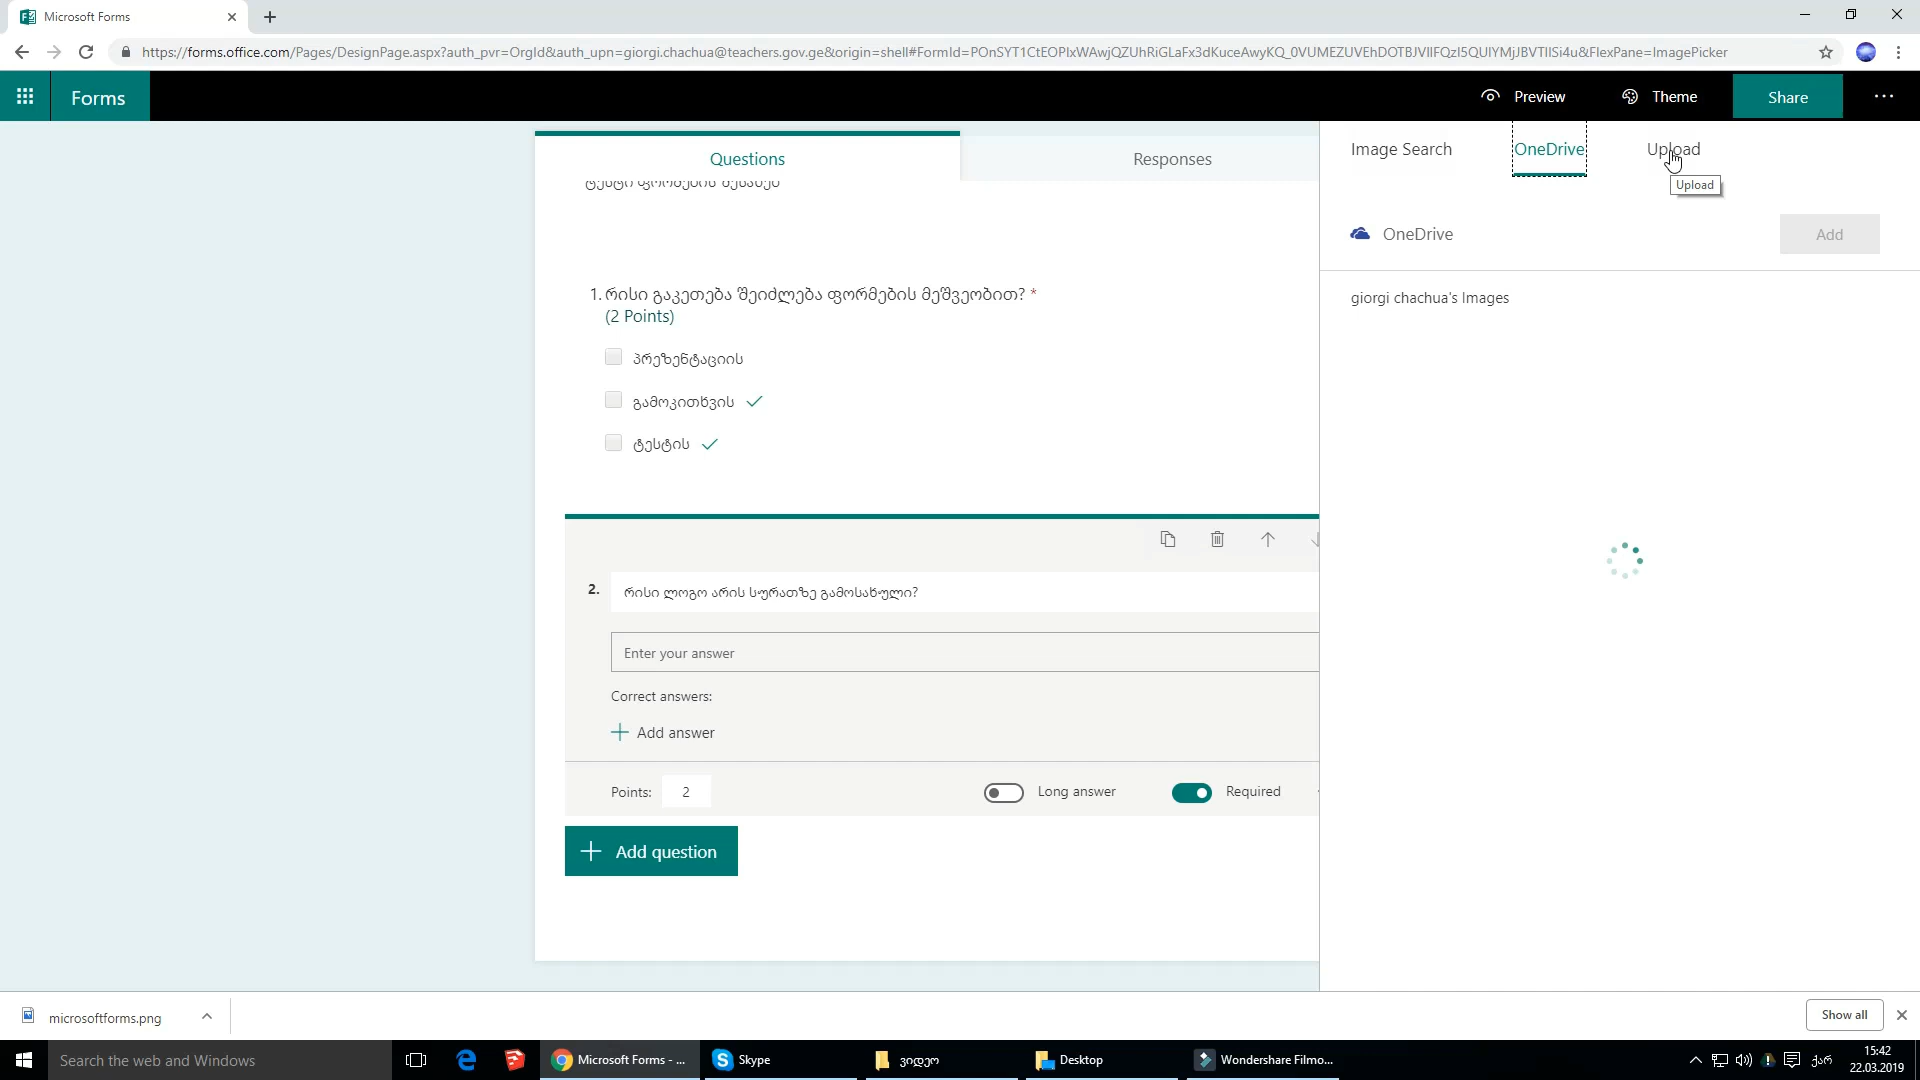 Microsoft Forms
https://forms.office.com/Pages/DesignPage.aspx?auth_pvr=OrgId&auth_upn=giorgi.chachua@teachers.gov.ge&origin=shell#FormId=
Forms
Preview
Theme
Share
Questions
Responses
Image Search
OneDrive
Upload
Upload
OneDrive
Add
giorgi chachua's Images
1. რისი გაკეთება შეიძლება ფორმების მეშვეობით? *
(2 Points)
პრეზენტაციის
გამოკითხვის
ტესტის
2.
რისი ლოგო არის სურათზე გამოსახული?
Enter your answer
Correct answers:
Add answer
Points: 2
Long answer
Required
Add question
microsoftforms.png
Show all
Search the web and Windows
Microsoft Forms - ...
Skype
ვიდეო
Desktop
Wondershare Filmo...
ქარ
15:42
22.03.2019